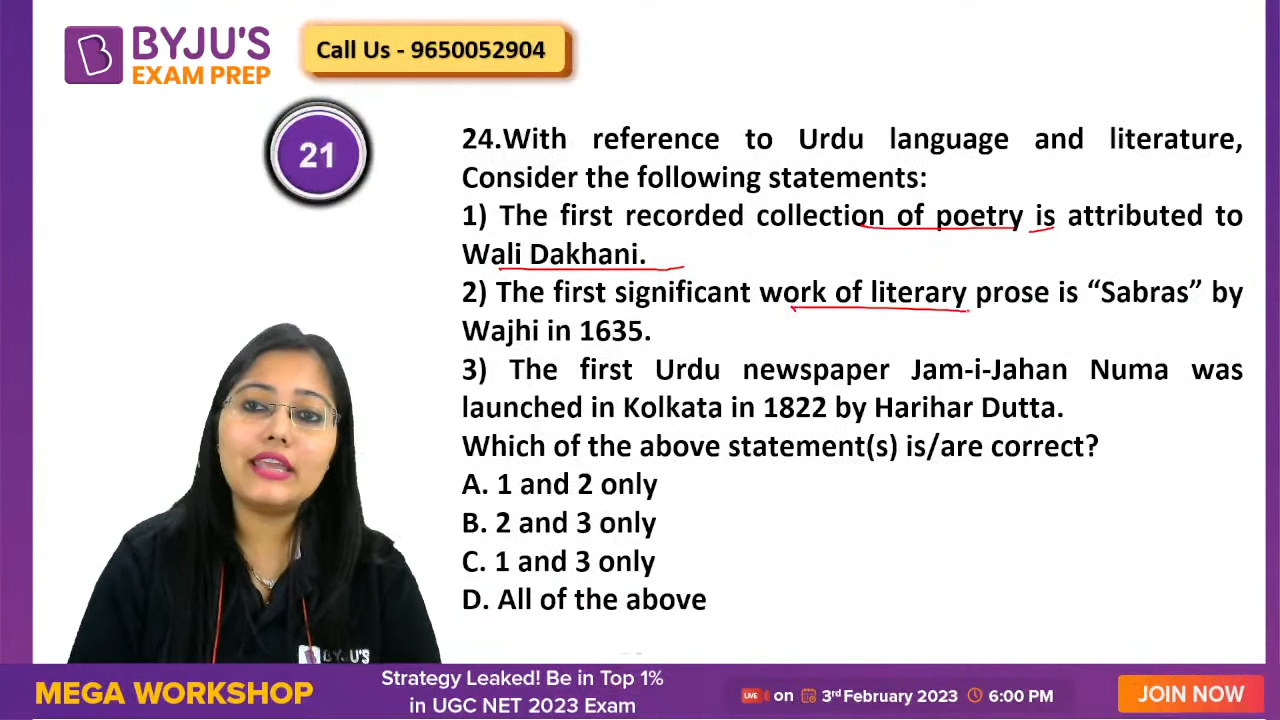 BYJU'S
EXAM PREP
Call Us - 9650052904
21
24.With reference to Urdu language and literature,
Consider the following statements:
1) The first recorded collection of poetry is attributed to
Wali Dakhani.
2) The first significant work of literary prose is “Sabras” by
Wajhi in 1635.
3) The first Urdu newspaper Jam-i-Jahan Numa was
launched in Kolkata in 1822 by Harihar Dutta.
Which of the above statement(s) is/are correct?
A. 1 and 2 only
B. 2 and 3 only
C. 1 and 3 only
D. All of the above
BYJU'S
MEGA WORKSHOP
Strategy Leaked! Be in Top 1%
in UGC NET 2023 Exam
LIVE on 3rd February 2023 6:00 PM
JOIN NOW